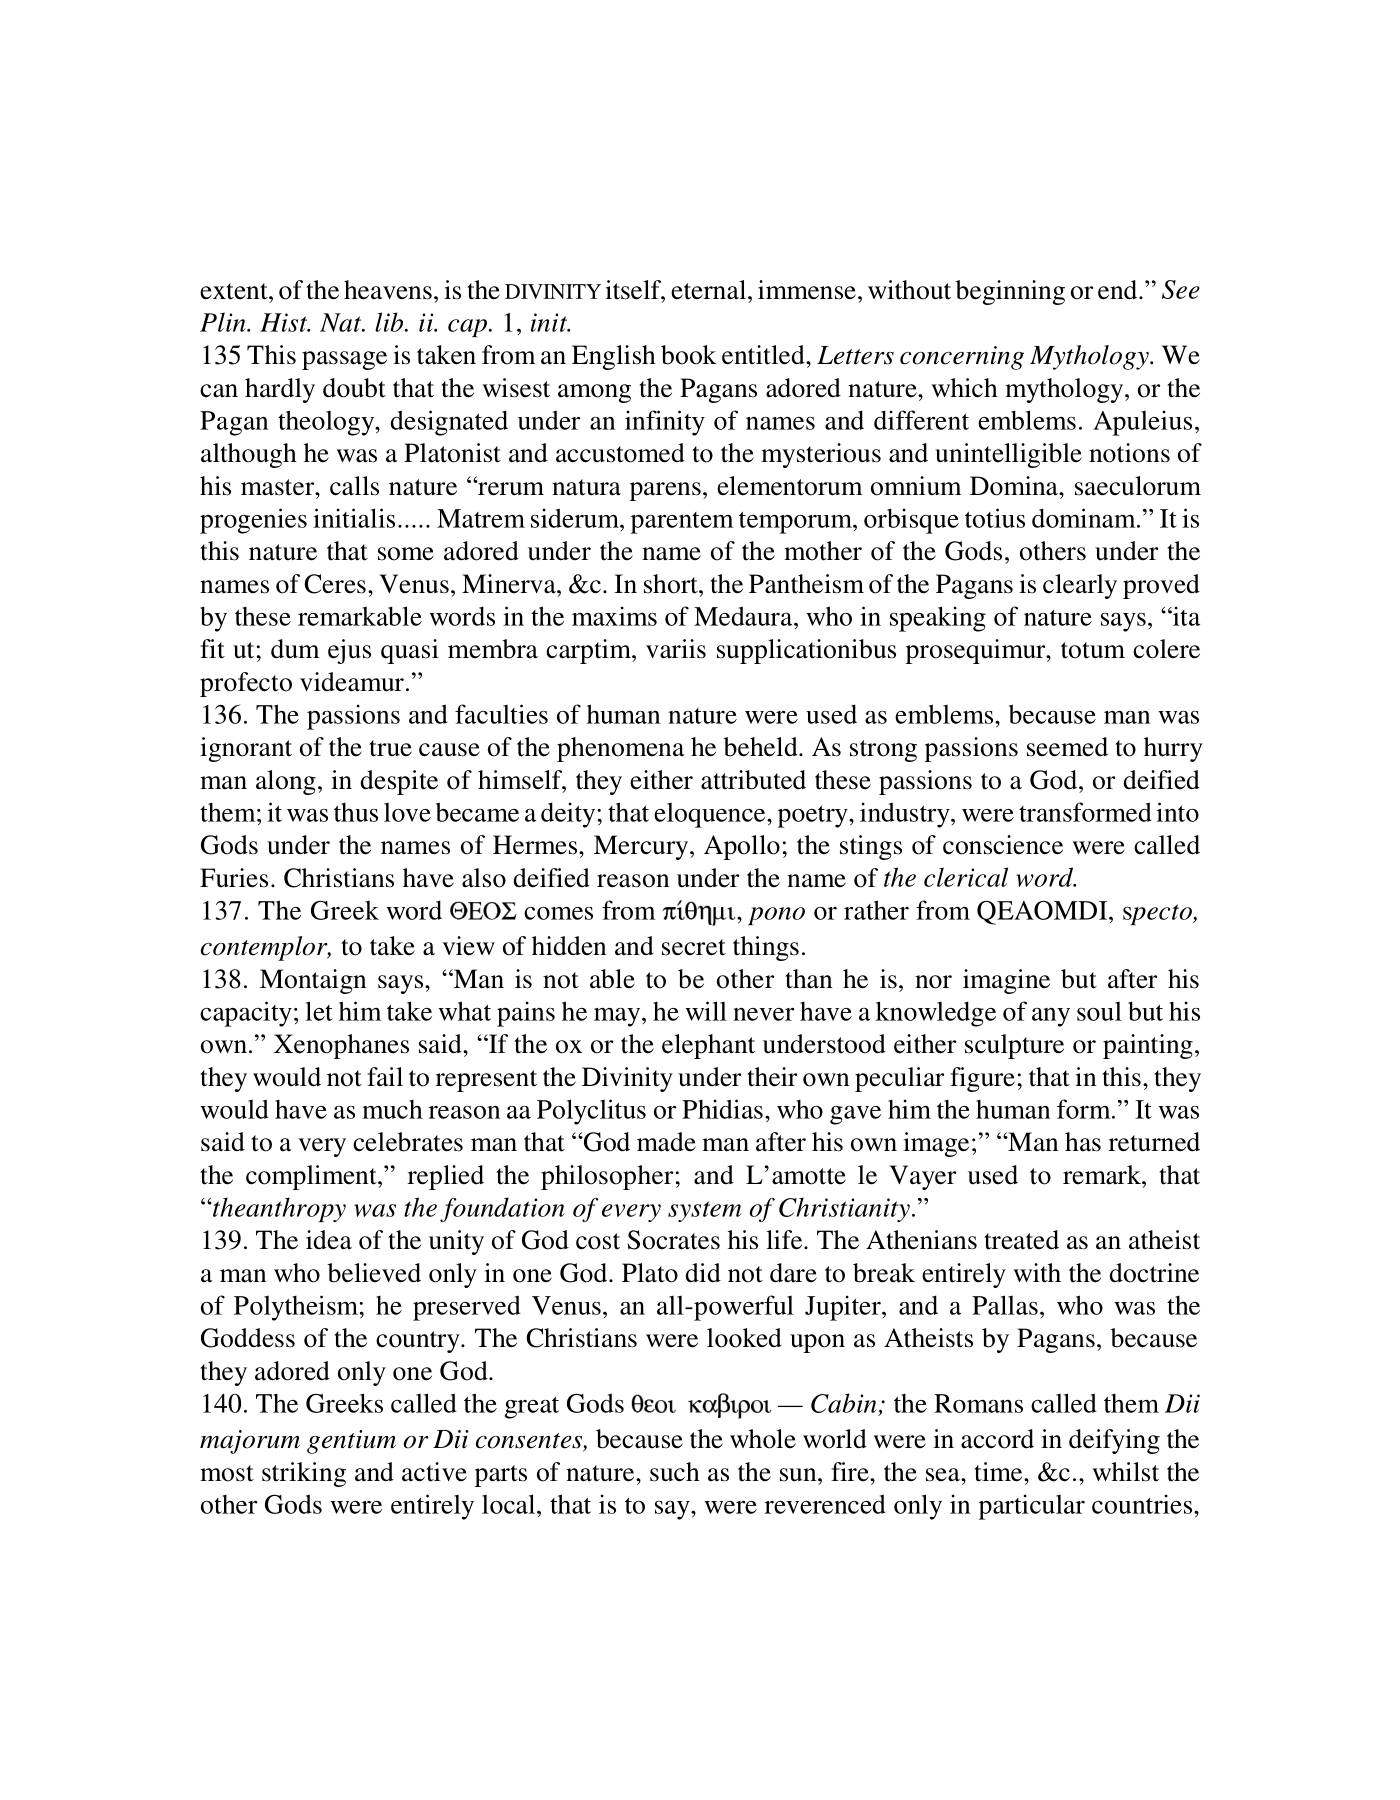 extent, of the heavens, is the DIVINITY itself, eternal, immense, without beginning or end.” See
Plin. Hist. Nat. lib. ii. cap. 1, init.
135 This passage is taken from an English book entitled, Letters concerning Mythology. We
can hardly doubt that the wisest among the Pagans adored nature, which mythology, or the
Pagan theology, designated under an infinity of names and different emblems. Apuleius,
although he was a Platonist and accustomed to the mysterious and unintelligible notions of
his master, calls nature “rerum natura parens, elementorum omnium Domina, saeculorum
progenies initialis..... Matrem siderum, parentem temporum, orbisque totius dominam.” It is
this nature that some adored under the name of the mother of the Gods, others under the
names of Ceres, Venus, Minerva, &c. In short, the Pantheism of the Pagans is clearly proved
by these remarkable words in the maxims of Medaura, who in speaking of nature says, “ita
fit ut; dum ejus quasi membra carptim, variis supplicationibus prosequimur, totum colere
profecto videamur.”
136. The passions and faculties of human nature were used as emblems, because man was
ignorant of the true cause of the phenomena he beheld. As strong passions seemed to hurry
man along, in despite of himself, they either attributed these passions to a God, or deified
them; it was thus love became a deity; that eloquence, poetry, industry, were transformed into
Gods under the names of Hermes, Mercury, Apollo; the stings of conscience were called
Furies. Christians have also deified reason under the name of the clerical word.
137. The Greek word ΘΕΟΣ comes from πίθημι, pono or rather from QEAOMDI, specto,
contemplor, to take a view of hidden and secret things.
138. Montaign says, “Man is not able to be other than he is, nor imagine but after his
capacity; let him take what pains he may, he will never have a knowledge of any soul but his
own.” Xenophanes said, “If the ox or the elephant understood either sculpture or painting,
they would not fail to represent the Divinity under their own peculiar figure; that in this, they
would have as much reason aa Polyclitus or Phidias, who gave him the human form.” It was
said to a very celebrates man that “God made man after his own image;” “Man has returned
the compliment,” replied the philosopher; and L’amotte le Vayer used to remark, that
“theanthropy was the foundation of every system of Christianity.”
139. The idea of the unity of God cost Socrates his life. The Athenians treated as an atheist
a man who believed only in one God. Plato did not dare to break entirely with the doctrine
of Polytheism; he preserved Venus, an all-powerful Jupiter, and a Pallas, who was the
Goddess of the country. The Christians were looked upon as Atheists by Pagans, because
they adored only one God.
140. The Greeks called the great Gods θεοι καβιροι — Cabin; the Romans called them Dii
majorum gentium or Dii consentes, because the whole world were in accord in deifying the
most striking and active parts of nature, such as the sun, fire, the sea, time, &c., whilst the
other Gods were entirely local, that is to say, were reverenced only in particular countries,